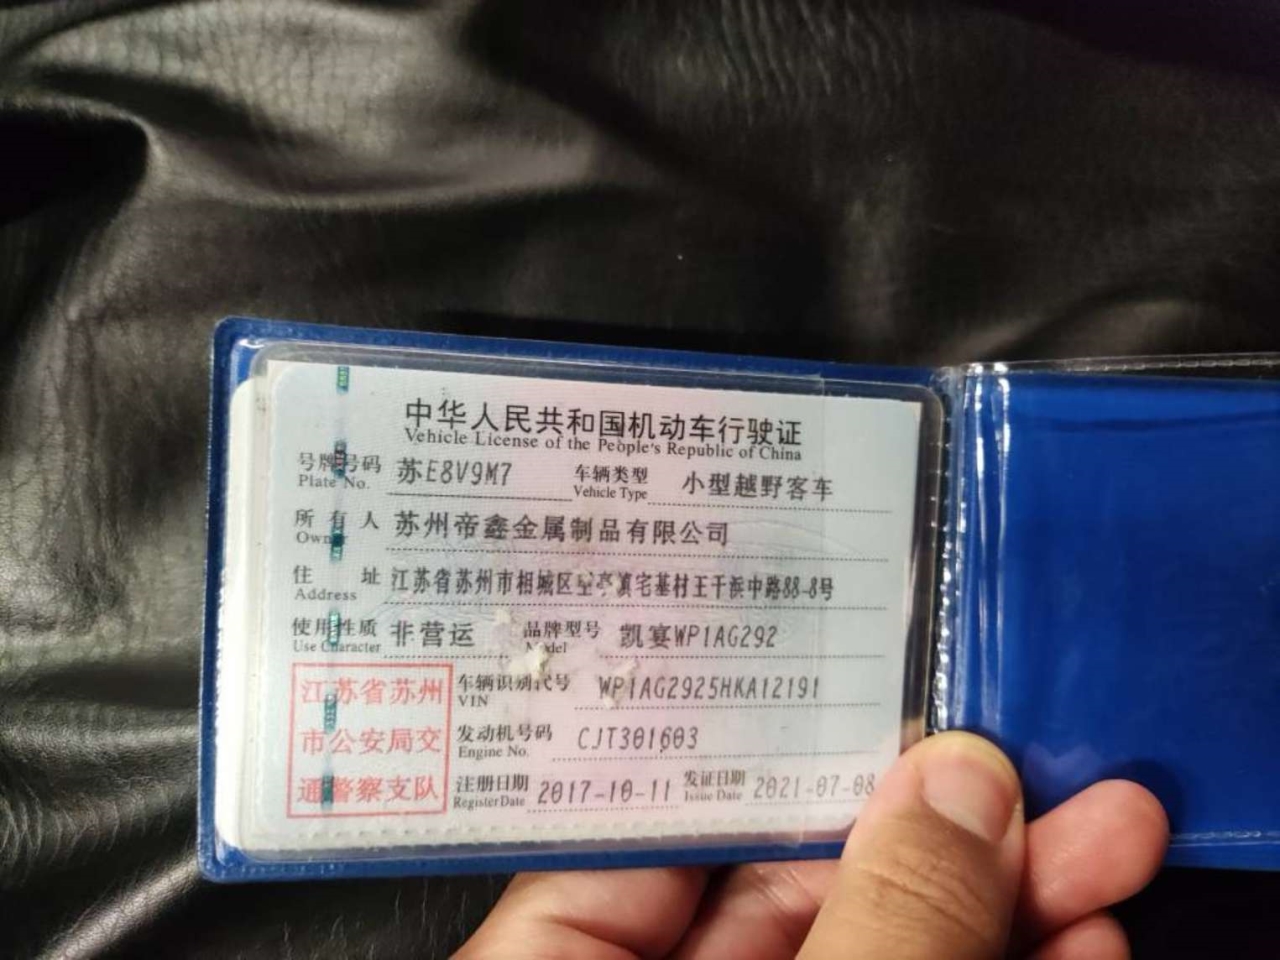 中华人民共和国机动车行驶证
Vehicle License of the People's Republic of China
号牌号码 苏E8V9M7 车辆类型 小型越野客车
Plate No. Vehicle Type
所有人 苏州帝鑫金属制品有限公司
Owner
住址 江苏省苏州市相城区望亭镇宅基村王干浜中路88-8号
Address
使用性质 非营运 品牌型号 凯宴WP1AG292
Use Character Model
江苏省苏州 车辆识别代号 WP1AG2925HKA12191
VIN
市公安局交 发动机号码 CJT301603
Engine No.
通警察支队 注册日期 2017-10-11 发证日期 2021-07-08
Register Date Issue Date